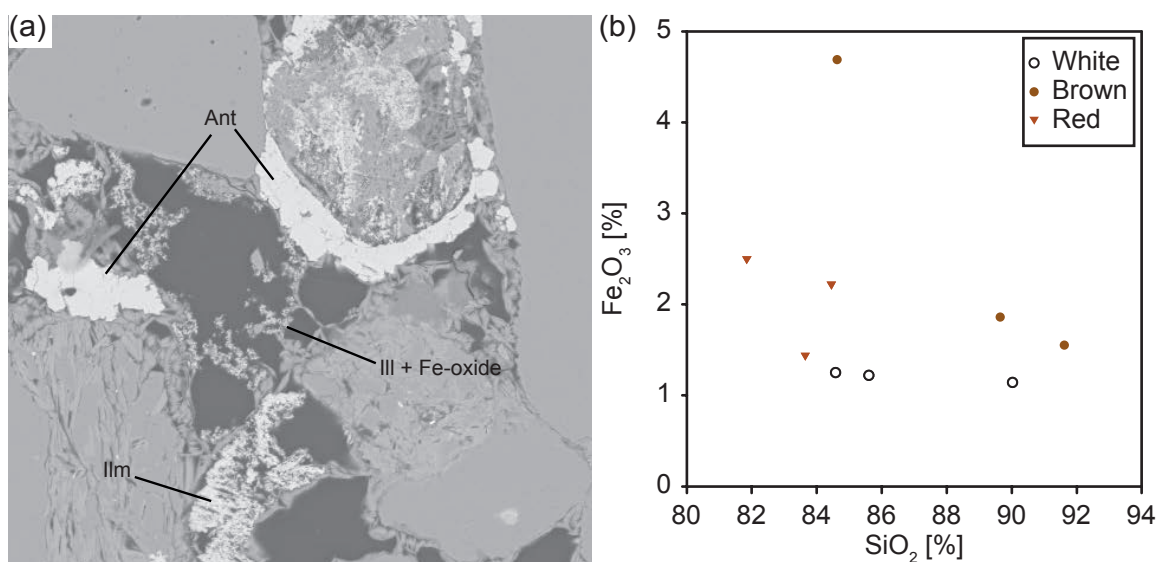 (a)
Ant
Ill + Fe-oxide
Ilm
(b)
Fe₂O₃ [%]
5
4
3
2
1
0
White
Brown
Red
80 82 84 86 88 90 92 94
SiO₂ [%]